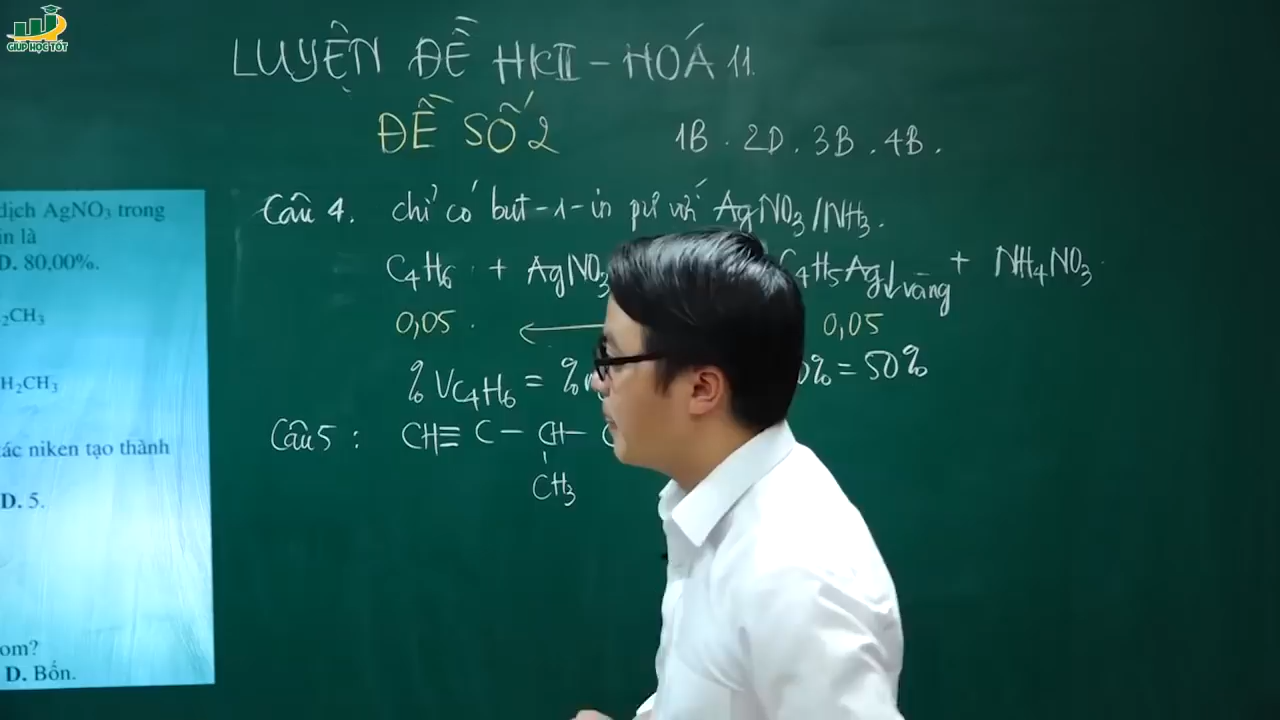 GIÚP HỌC TỐT
LUYỆN ĐỀ HKII - HOÁ 11.
ĐỀ SỐ 2
1B . 2D . 3B . 4B .
Câu 4. chỉ có but-1-in pứ với AgNO₃/NH₃.
C₄H₆ + AgNO₃ C₄H₅Ag↓ vàng + NH₄NO₃
0,05 . ← 0,05
% VC₄H₆ = % 0% = 50%
Câu 5 : CH ≡ C - CH -
CH₃
dịch AgNO₃ trong
in là
D. 80,00%.
₂CH₃
H₂CH₃
tác niken tạo thành
D. 5.
om?
D. Bốn.